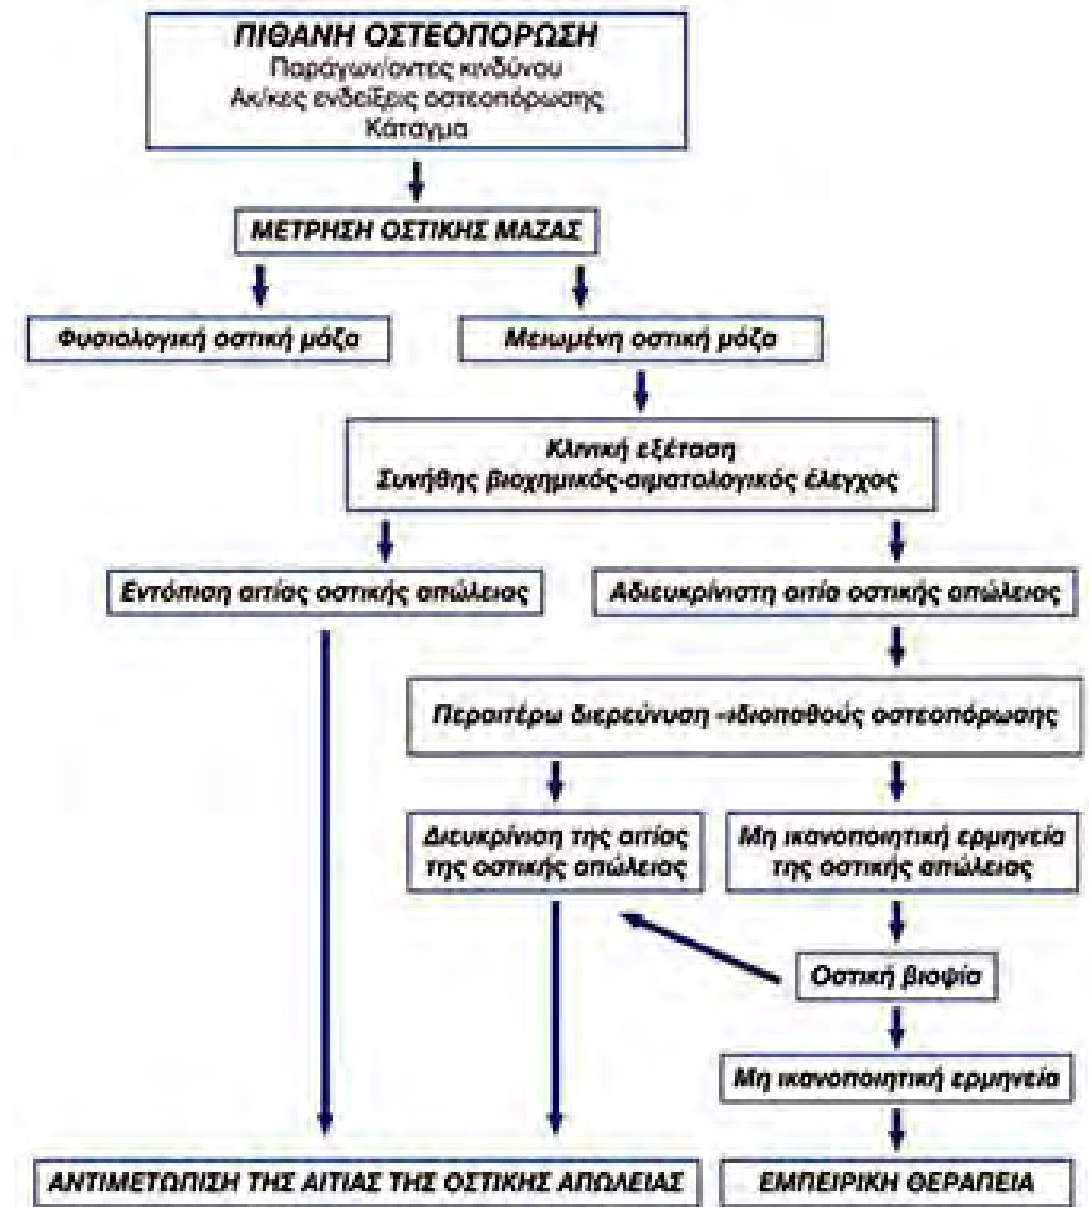 ΠΙΘΑΝΗ ΟΣΤΕΟΠΟΡΩΣΗ
Παράγων/οντες κινδύνου
Ακ/κες ενδείξεις οστεοπόρωσης
Κάταγμα
ΜΕΤΡΗΣΗ ΟΣΤΙΚΗΣ ΜΑΖΑΣ
Φυσιολογική οστική μάζα
Μειωμένη οστική μάζα
Κλινική εξέταση
Συνήθης βιοχημικός-αιματολογικός έλεγχος
Εντόπιση αιτίας οστικής απώλειας
Αδιευκρίνιστη αιτία οστικής απώλειας
Περαιτέρω διερεύνυση –ιδιοπαθούς οστεοπόρωσης
Διευκρίνιση της αιτίας
της οστικής απώλειας
Μη ικανοποιητική ερμηνεία
της οστικής απώλειας
Οστική βιοψία
Μη ικανοποιητική ερμηνεία
ΑΝΤΙΜΕΤΩΠΙΣΗ ΤΗΣ ΑΙΤΙΑΣ ΤΗΣ ΟΣΤΙΚΗΣ ΑΠΩΛΕΙΑΣ
ΕΜΠΕΙΡΙΚΗ ΘΕΡΑΠΕΙΑ